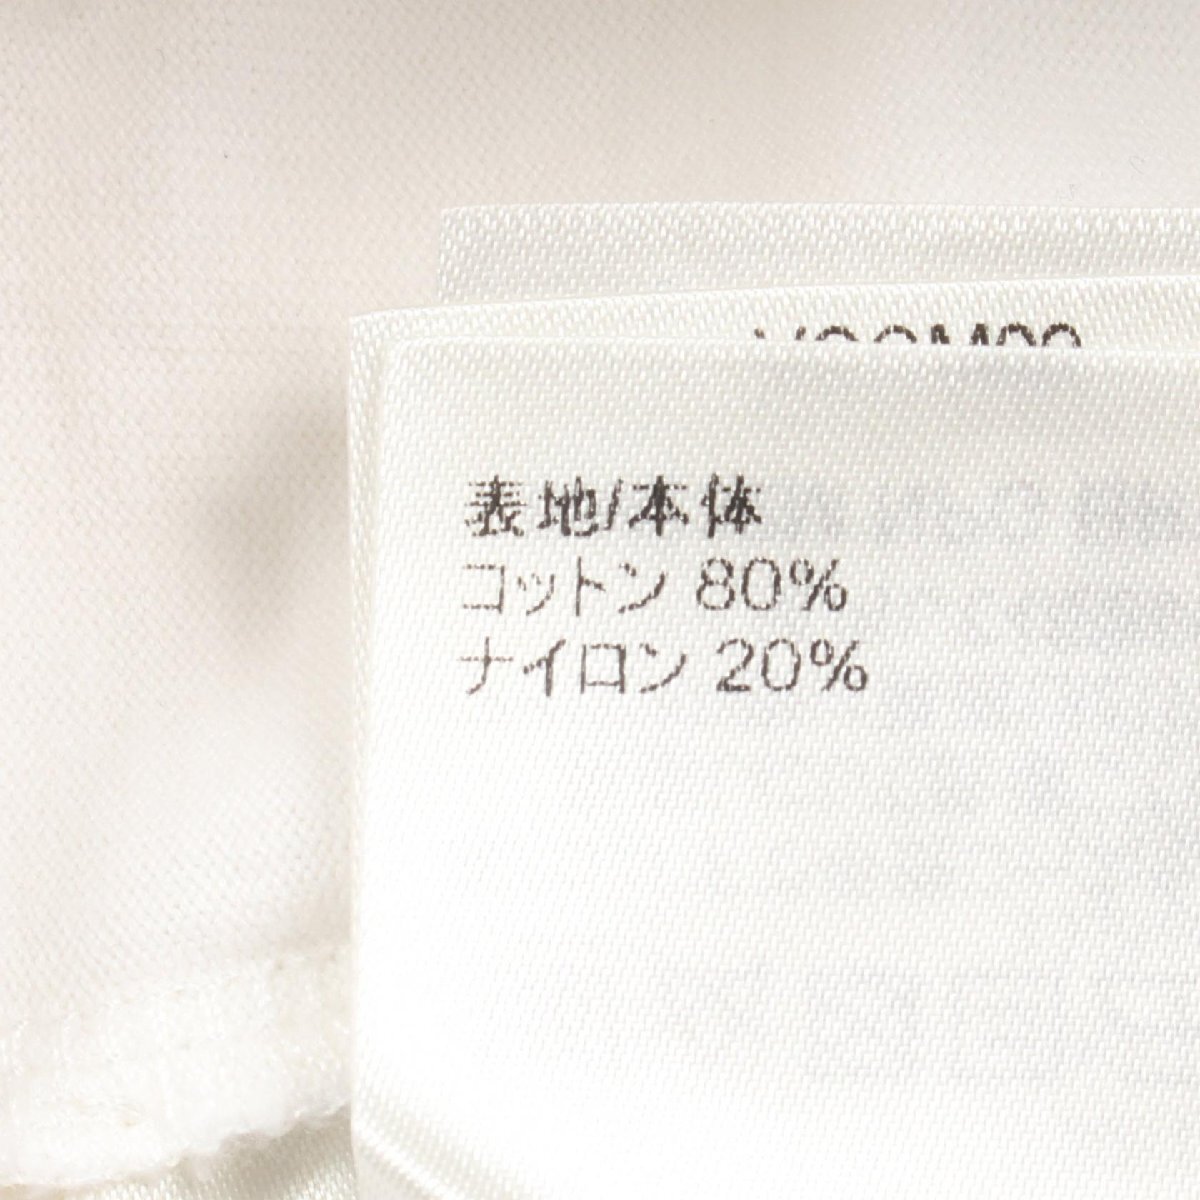 表地/本体
コットン 80%
ナイロン 20%